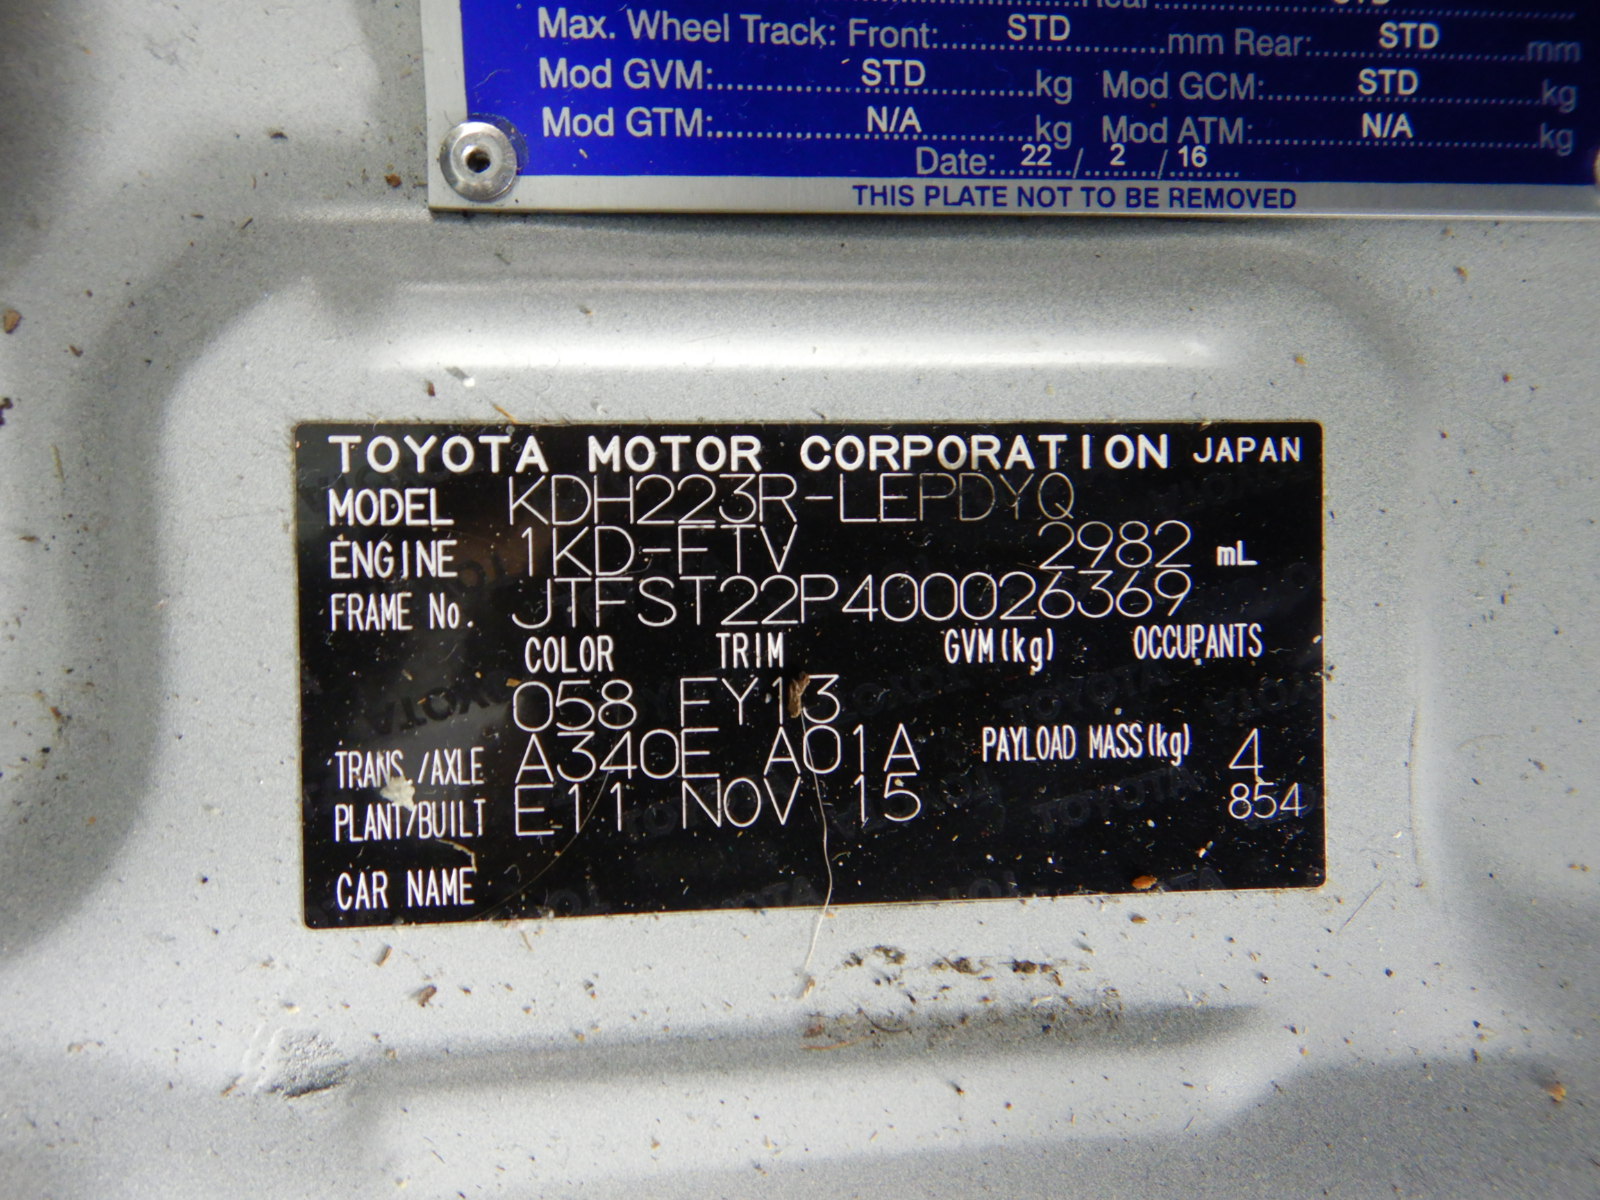 Rear: STD
Max. Wheel Track: Front:..........STD..........mm Rear:......STD..........mm
Mod GVM:..........STD..........kg Mod GCM:..........STD..........kg
Mod GTM:..........N/A..........kg Mod ATM:..........N/A..........kg
Date: 22 / 2 / 16
THIS PLATE NOT TO BE REMOVED
TOYOTA MOTOR CORPORATION JAPAN
MODEL KDH223R-LEPDYQ
ENGINE 1KD-FTV 2982 mL
FRAME No. JTFST22P400026369
COLOR TRIM GVM(kg) OCCUPANTS
058 FY13
TRANS./AXLE A340E A01A PAYLOAD MASS(kg) 4
PLANT/BUILT E11 NOV 15 854
CAR NAME